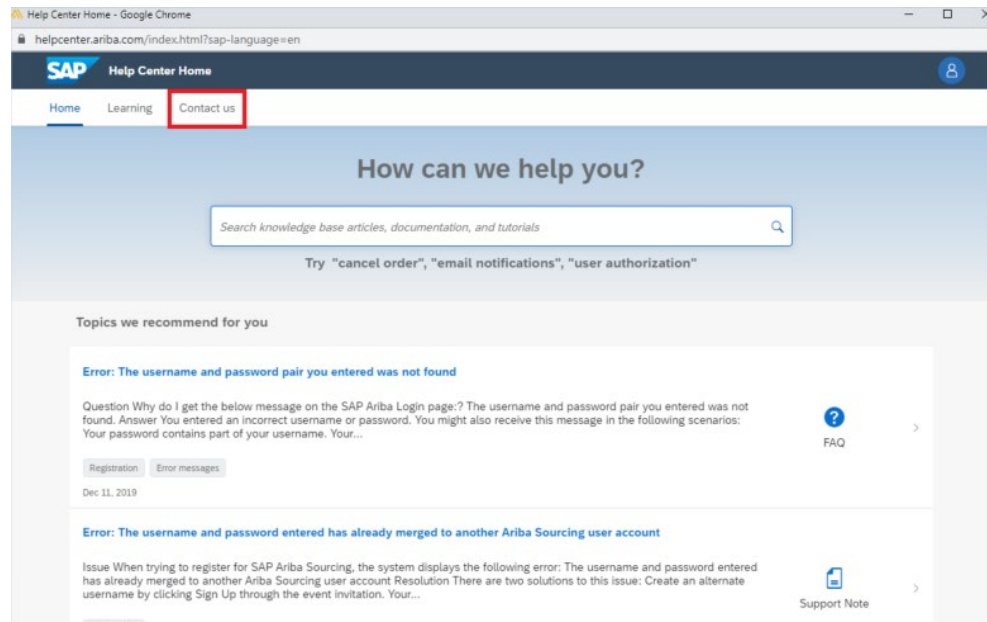 Help Center Home - Google Chrome
helpcenter.ariba.com/index.html?sap-language=en
SAP Help Center Home
Home Learning Contact us
How can we help you?
Search knowledge base articles, documentation, and tutorials
Try "cancel order", "email notifications", "user authorization"
Topics we recommend for you
Error: The username and password pair you entered was not found
Question Why do I get the below message on the SAP Ariba Login page:? The username and password pair you entered was not
found. Answer You entered an incorrect username or password. You might also receive this message in the following scenarios:
Your password contains part of your username. Your...
FAQ
Registration Error messages
Dec 11, 2019
Error: The username and password entered has already merged to another Ariba Sourcing user account
Issue When trying to register for SAP Ariba Sourcing, the system displays the following error: The username and password entered
has already merged to another Ariba Sourcing user account Resolution There are two solutions to this issue: Create an alternate
username by clicking Sign Up through the event invitation. Your...
Support Note